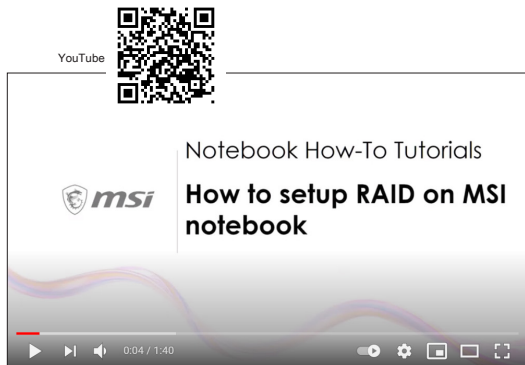 YouTube
Notebook How-To Tutorials
msi
How to setup RAID on MSI
notebook
0:04 / 1:40